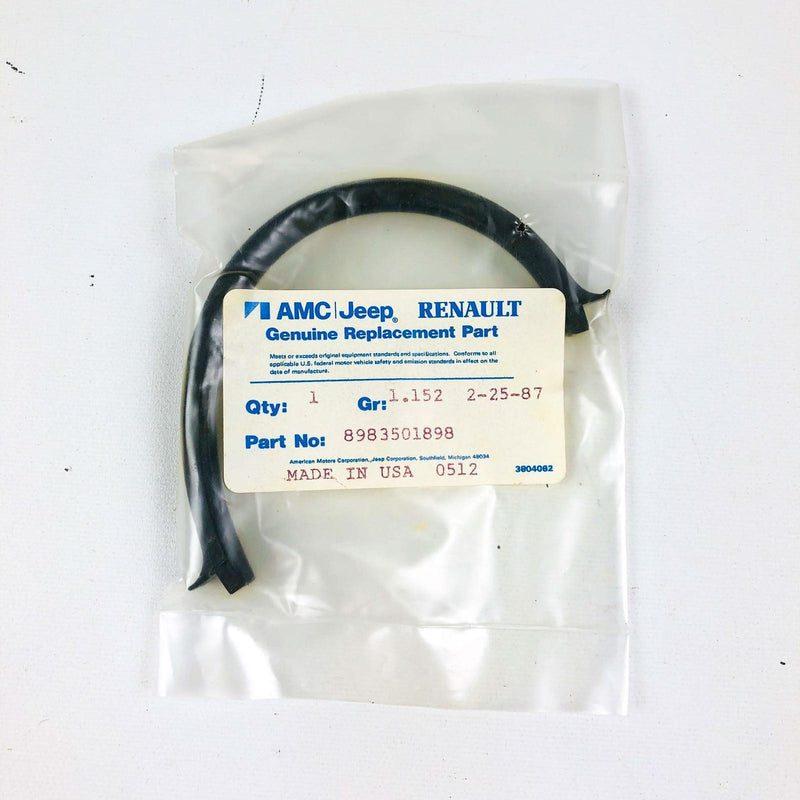 AMC Jeep® RENAULT
Genuine Replacement Part
Meets or exceeds original equipment standards and specifications. Conforms to all
applicable U.S. federal motor vehicle safety and emission standards in effect on the
date of manufacture.
Qty: 1 Gr: 1.152 2-25-87
Part No: 8983501898
American Motors Corporation, Jeep Corporation, Southfield, Michigan 48034
MADE IN USA 0512 3804082